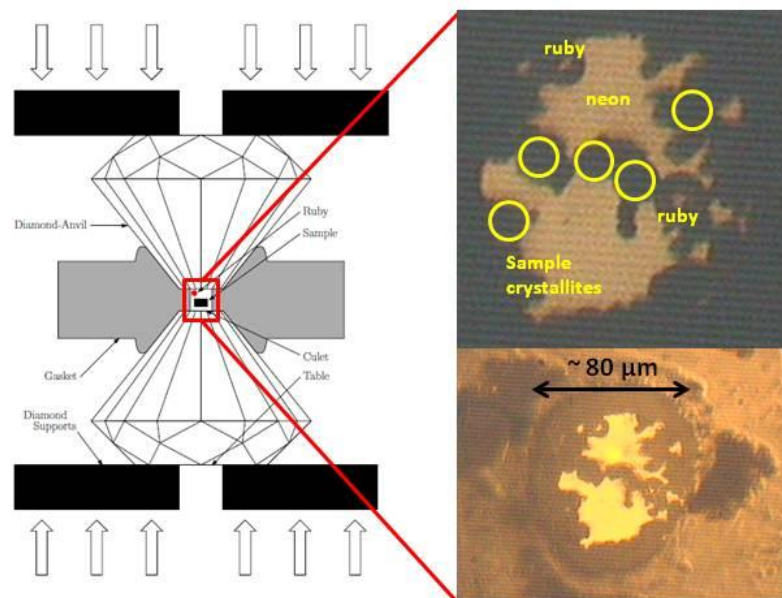 Diamond-Anvil
Ruby
Sample
Gasket
Culet
Table
Diamond
Supports
ruby
neon
ruby
Sample
crystallites
~ 80 μm